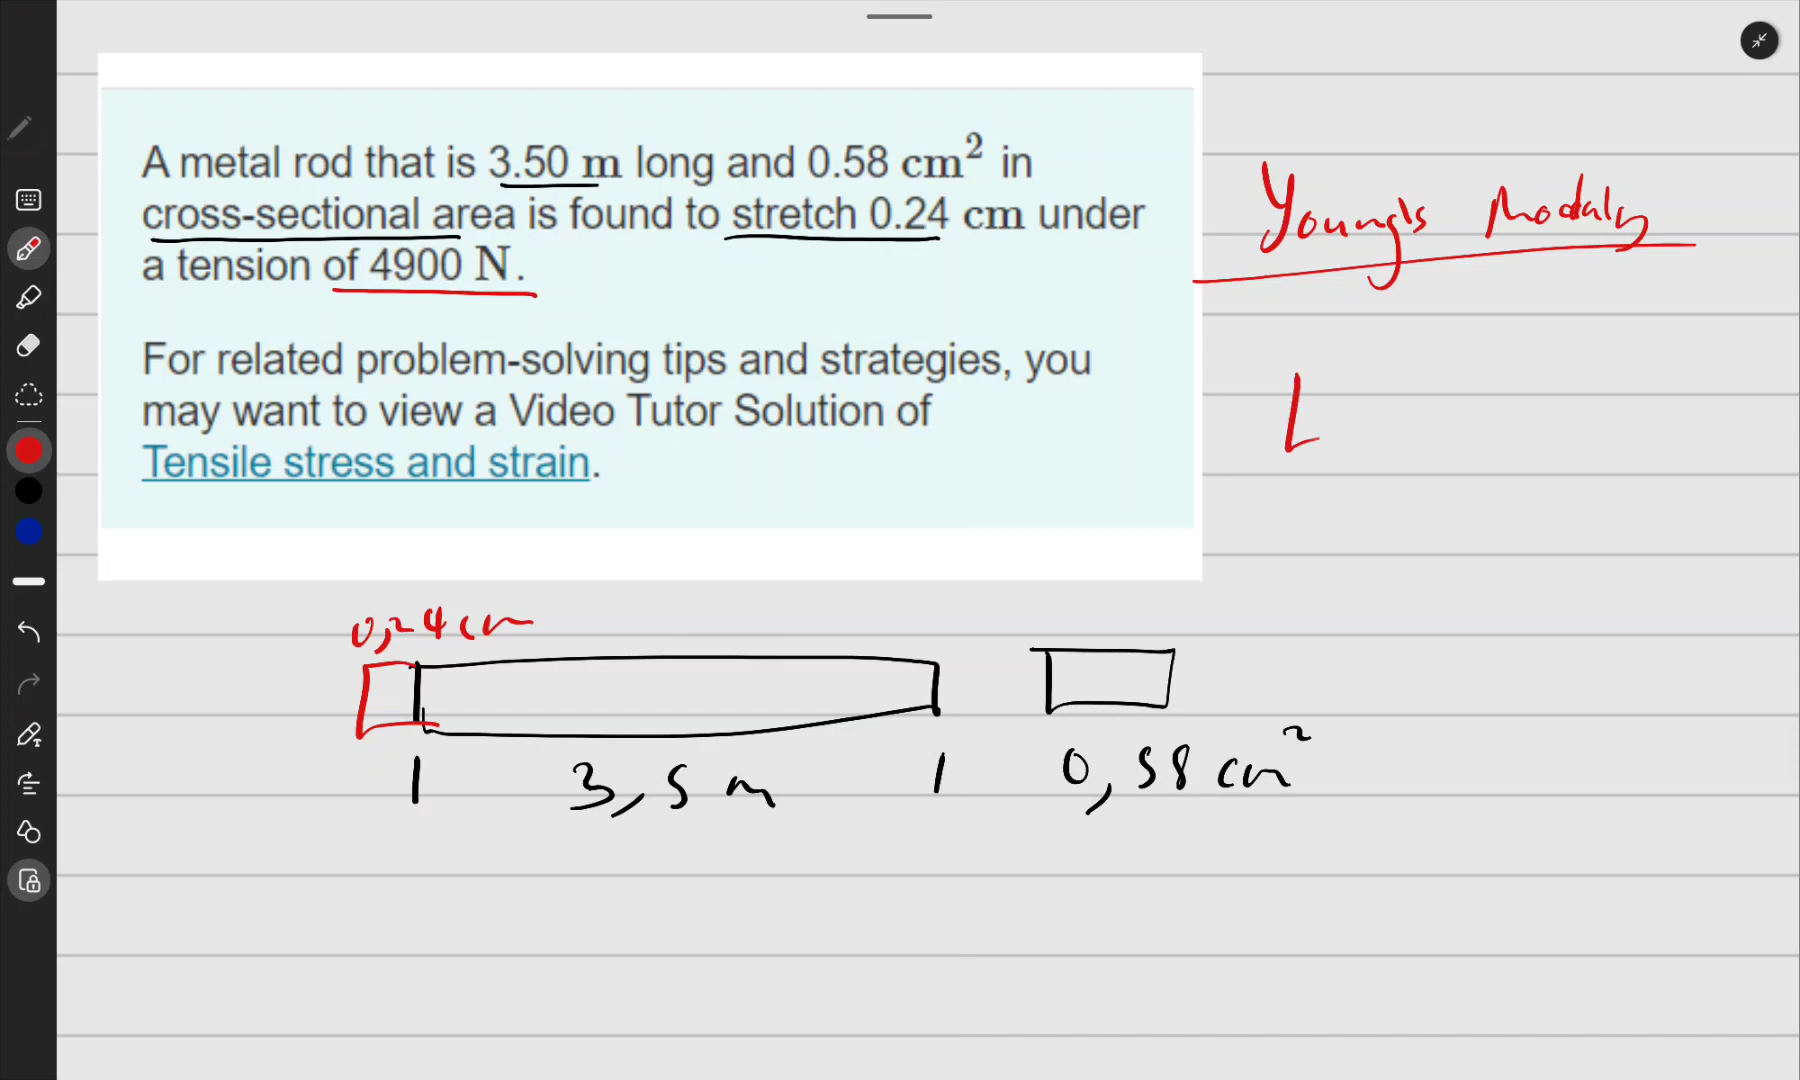 A metal rod that is 3.50 m long and 0.58 cm² in
cross-sectional area is found to stretch 0.24 cm under
a tension of 4900 N.
For related problem-solving tips and strategies, you
may want to view a Video Tutor Solution of
Tensile stress and strain.
Young's Modulus
L
0,24 cm
3,5 m
0,58 cm²